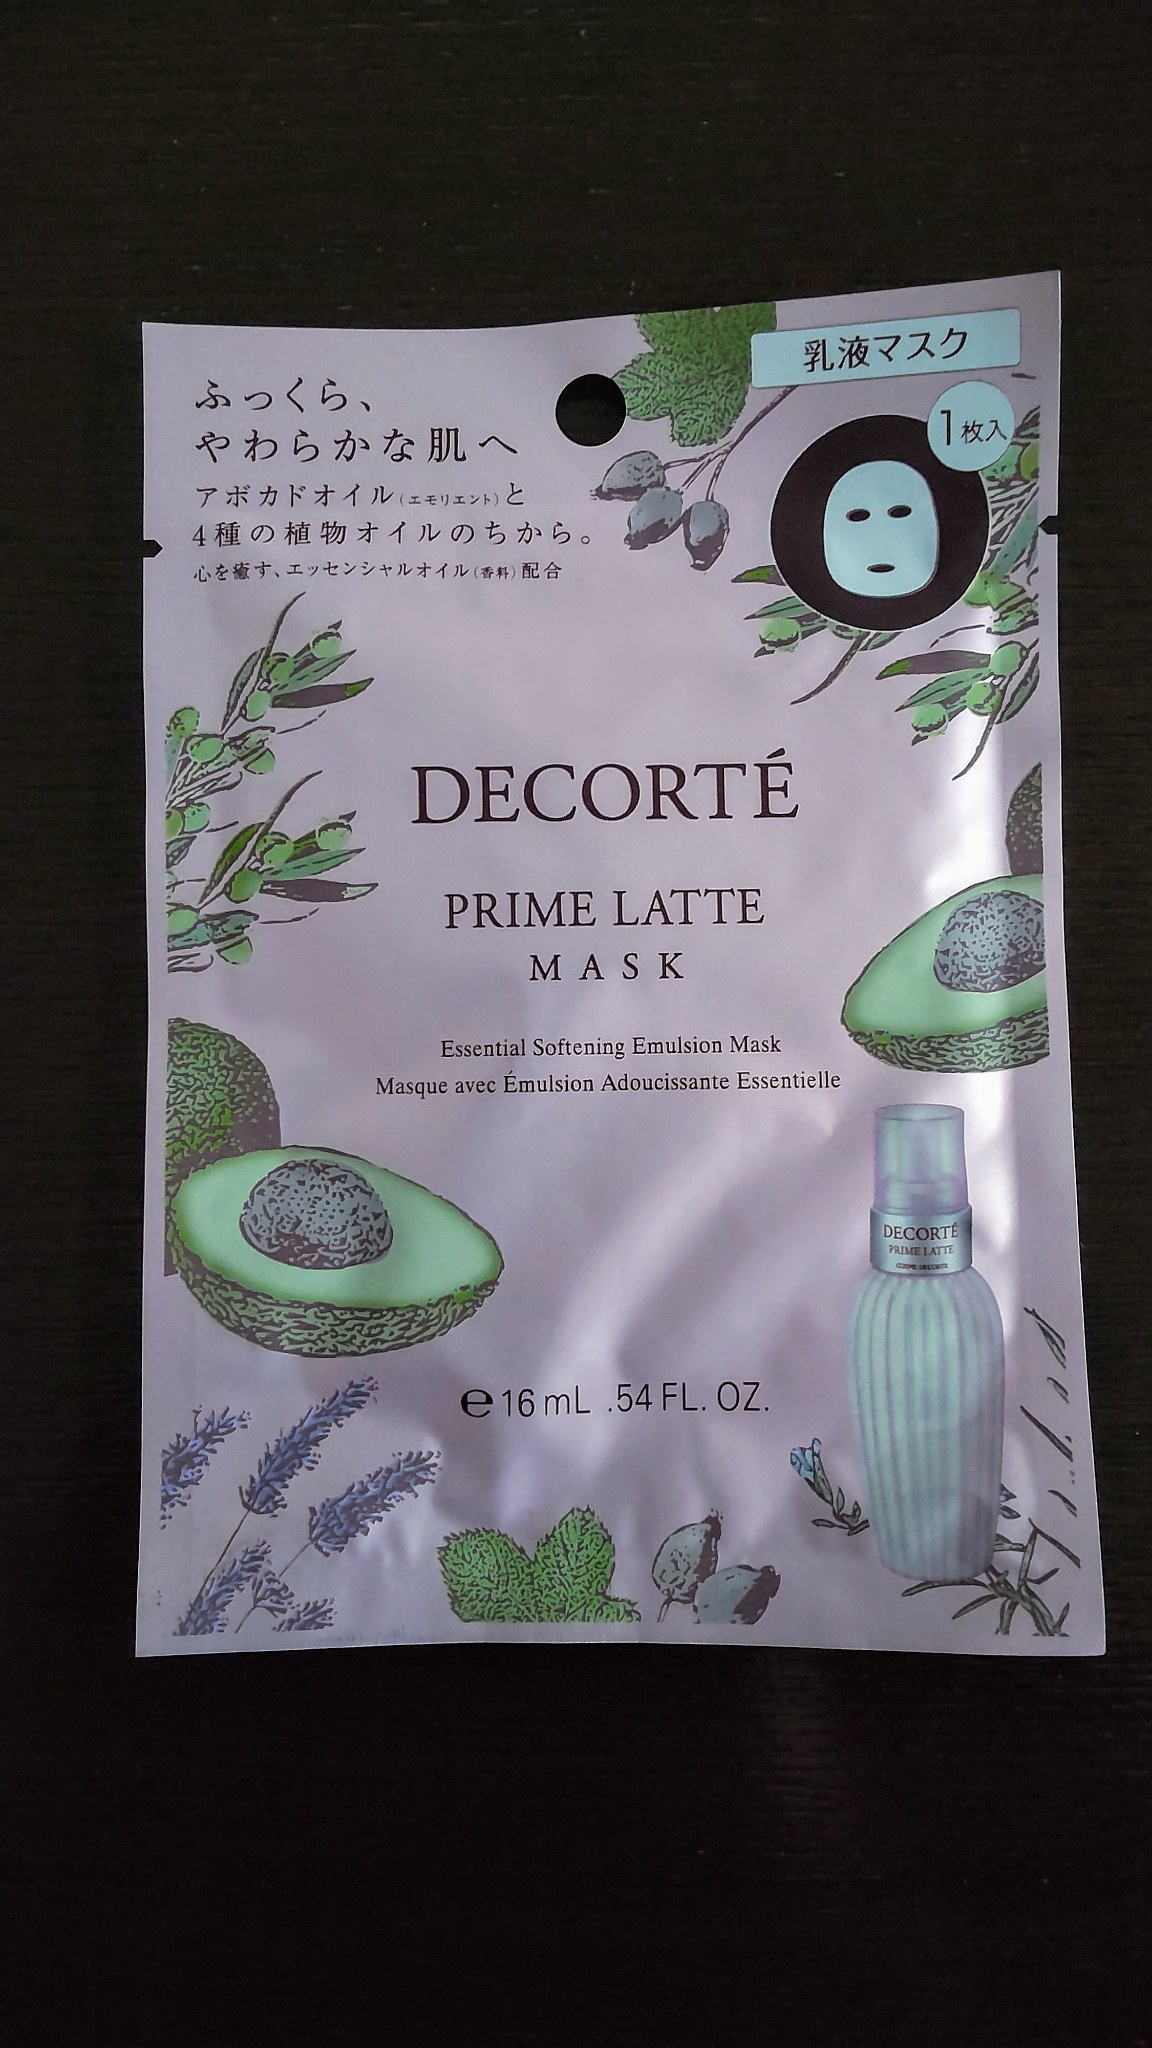 乳液マスク
1枚入
ふっくら、
やわらかな肌へ
アボカドオイル(エモリエント)と
4種の植物オイルのちから。
心を癒す、エッセンシャルオイル(香料)配合
DECORTÉ
PRIME LATTE
MASK
Essential Softening Emulsion Mask
Masque avec Émulsion Adoucissante Essentielle
DECORTÉ
PRIME LATTE
COSME DECORTE
℮16mL .54 FL. OZ.